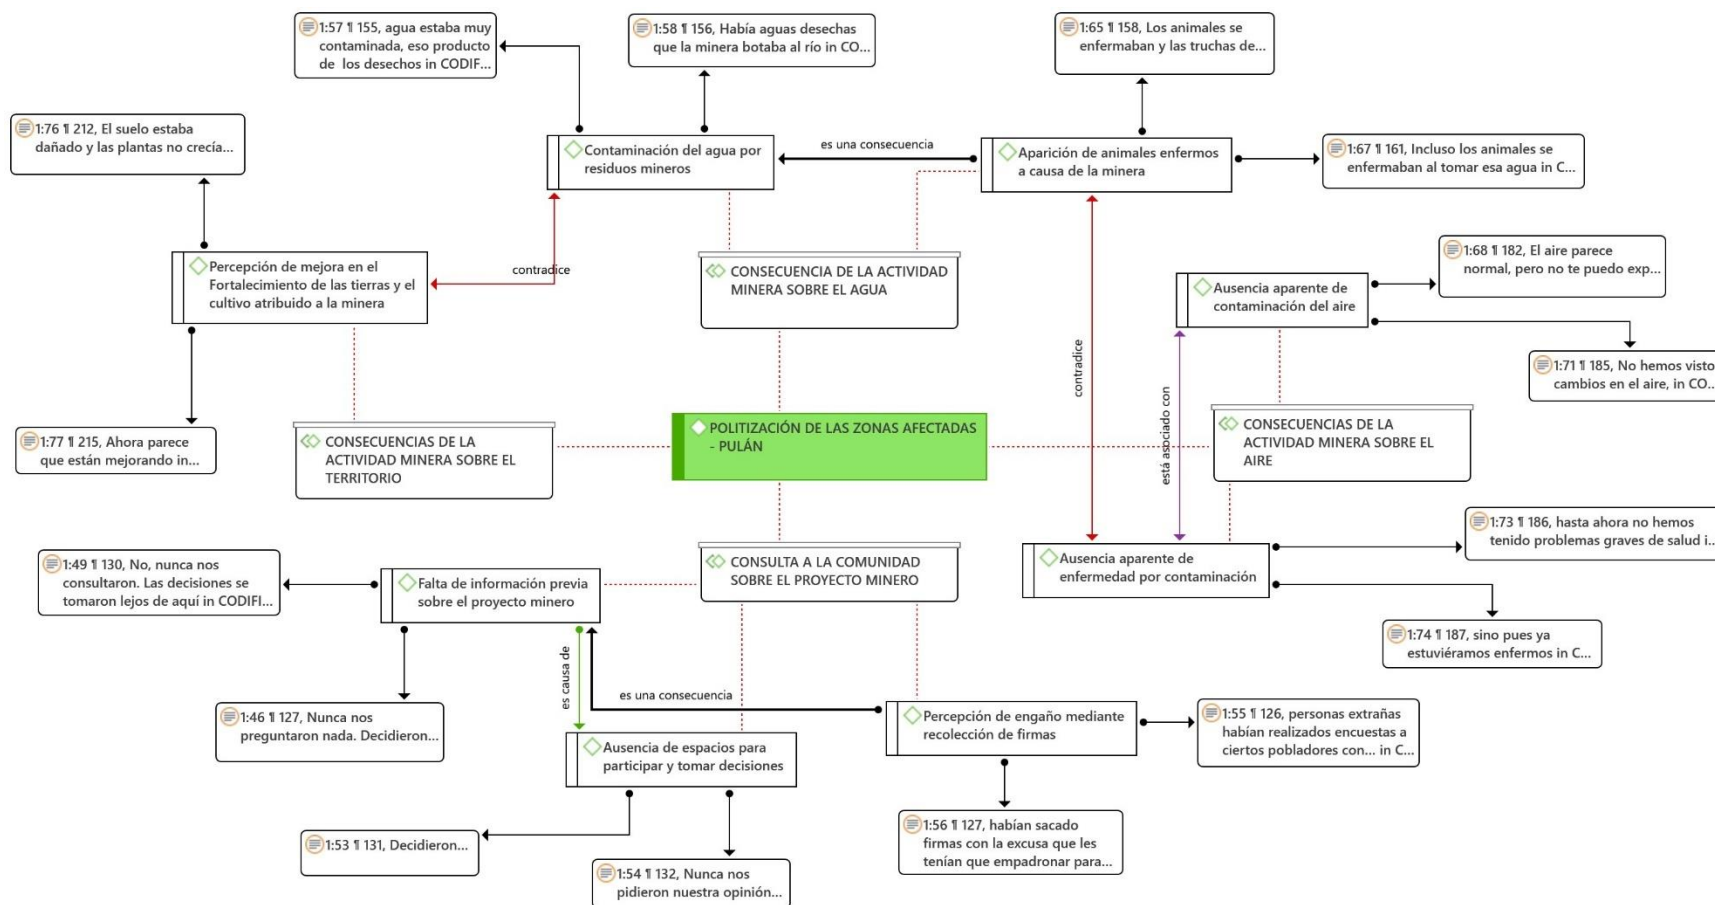 1:57 ¶ 155, agua estaba muy
contaminada, eso producto
de los desechos in CODIF...
1:58 ¶ 156, Había aguas desechas
que la minera botaba al río in CO...
1:65 ¶ 158, Los animales se
enfermaban y las truchas de...
1:76 ¶ 212, El suelo estaba
dañado y las plantas no crecía...
Contaminación del agua por
residuos mineros
es una consecuencia
Aparición de animales enfermos
a causa de la minera
1:67 ¶ 161, Incluso los animales se
enfermaban al tomar esa agua in C...
Percepción de mejora en el
Fortalecimiento de las tierras y el
cultivo atribuido a la minera
contradice
CONSECUENCIA DE LA ACTIVIDAD
MINERA SOBRE EL AGUA
1:68 ¶ 182, El aire parece
normal, pero no te puedo exp...
Ausencia aparente de
contaminación del aire
contradice
1:71 ¶ 185, No hemos visto
cambios en el aire, in CO...
está asociado con
1:77 ¶ 215, Ahora parece
que están mejorando in...
CONSECUENCIAS DE LA
ACTIVIDAD MINERA SOBRE EL
TERRITORIO
POLITIZACIÓN DE LAS ZONAS AFECTADAS
- PULÁN
CONSECUENCIAS DE LA
ACTIVIDAD MINERA SOBRE EL
AIRE
1:49 ¶ 130, No, nunca nos
consultaron. Las decisiones se
tomaron lejos de aquí in CODIFI...
Falta de información previa
sobre el proyecto minero
CONSULTA A LA COMUNIDAD
SOBRE EL PROYECTO MINERO
Ausencia aparente de
enfermedad por contaminación
1:73 ¶ 186, hasta ahora no hemos
tenido problemas graves de salud i...
1:74 ¶ 187, sino pues ya
estuviéramos enfermos in C...
es causa de
es una consecuencia
1:46 ¶ 127, Nunca nos
preguntaron nada. Decidieron...
Ausencia de espacios para
participar y tomar decisiones
Percepción de engaño mediante
recolección de firmas
1:55 ¶ 126, personas extrañas
habían realizados encuestas a
ciertos pobladores con... in C...
1:53 ¶ 131, Decidieron...
1:54 ¶ 132, Nunca nos
pidieron nuestra opinión...
1:56 ¶ 127, habían sacado
firmas con la excusa que les
tenían que empadronar para...